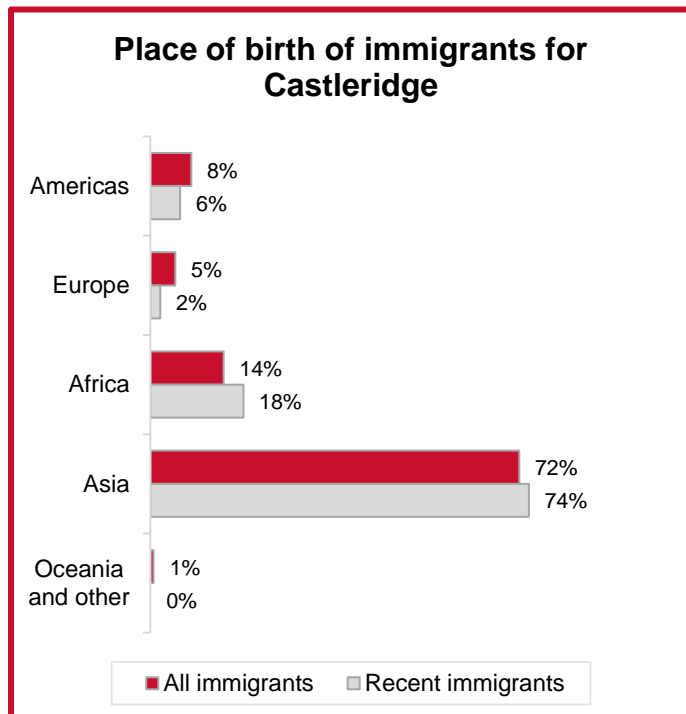 Place of birth of immigrants for
Castleridge
Americas
8%
6%
Europe
5%
2%
Africa
14%
18%
Asia
72%
74%
Oceania
and other
1%
0%
All immigrants
Recent immigrants